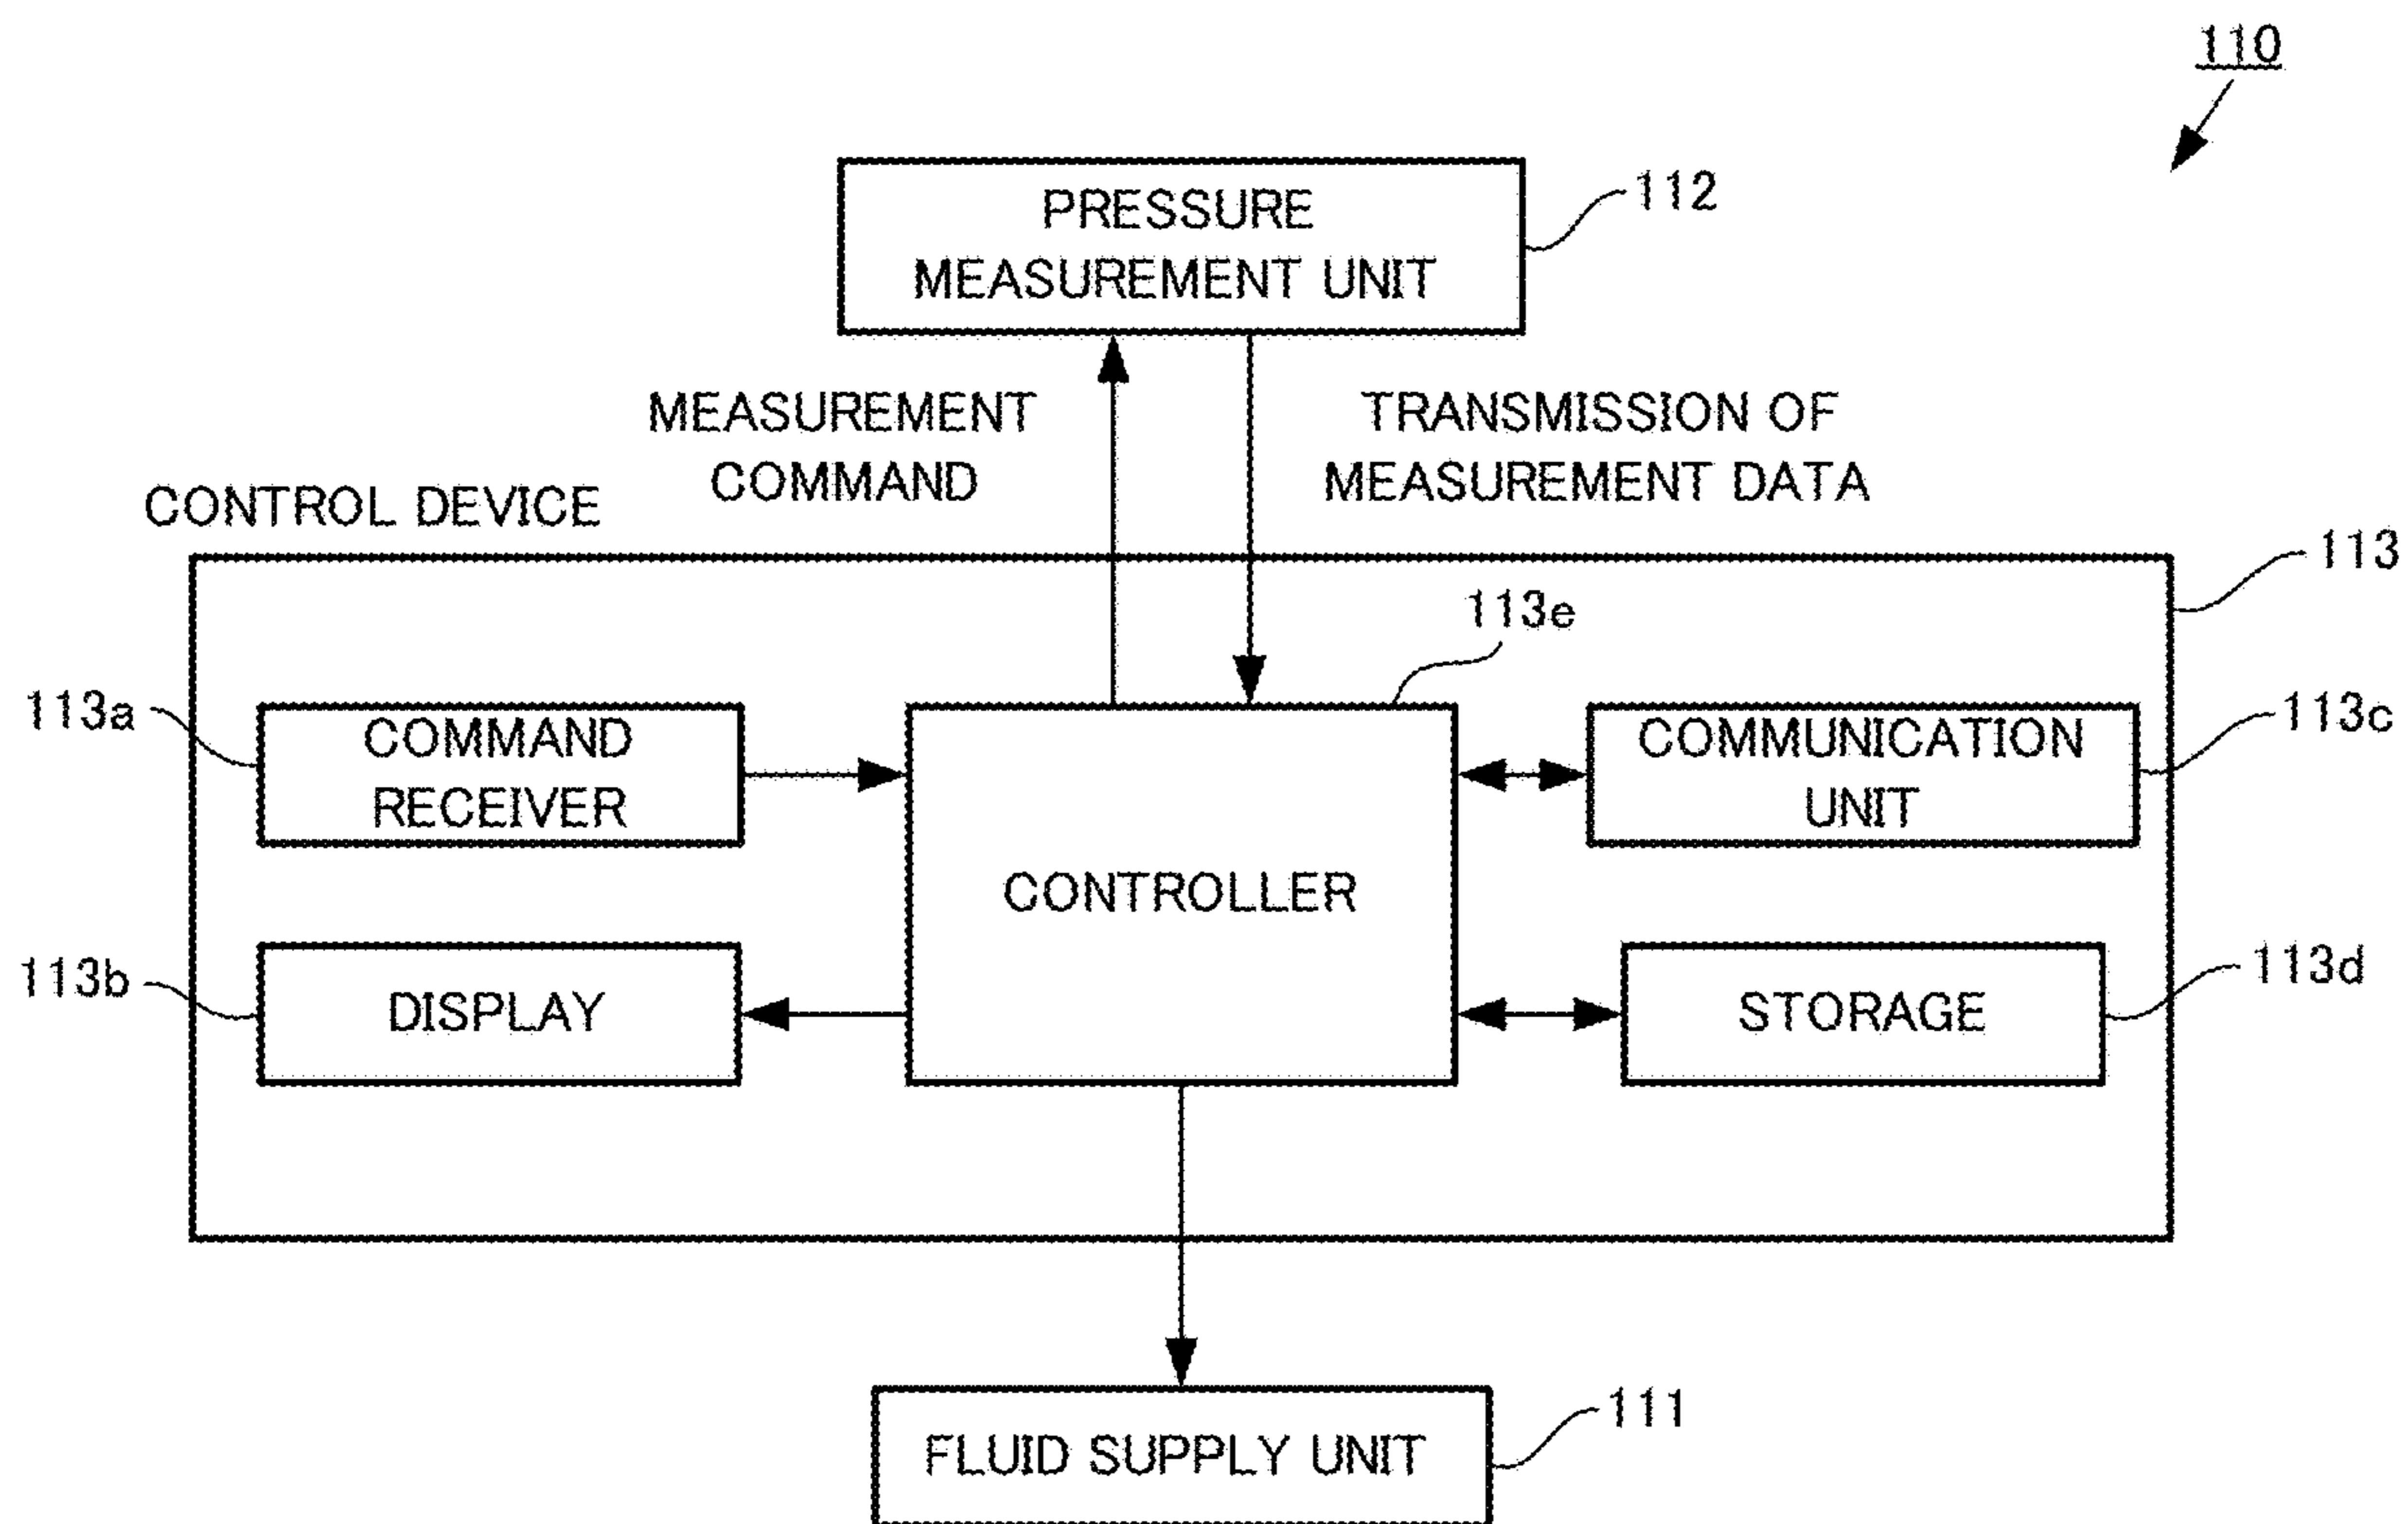 110
PRESSURE
MEASUREMENT UNIT
112
MEASUREMENT
COMMAND
TRANSMISSION OF
MEASUREMENT DATA
CONTROL DEVICE
113
113e
113a
COMMAND
RECEIVER
CONTROLLER
COMMUNICATION
UNIT
113c
113b
DISPLAY
STORAGE
113d
FLUID SUPPLY UNIT
111